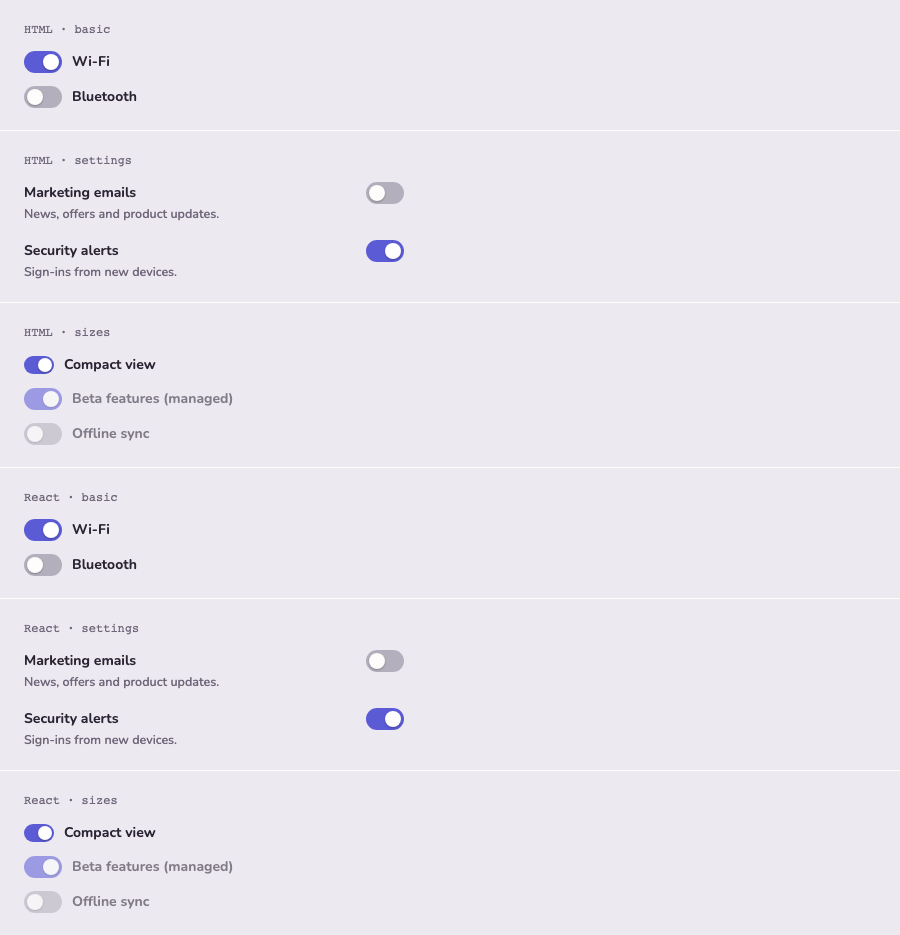 HTML · basic
Wi-Fi
Bluetooth
HTML · settings
Marketing emails
News, offers and product updates.
Security alerts
Sign-ins from new devices.
HTML · sizes
Compact view
Beta features (managed)
Offline sync
React · basic
Wi-Fi
Bluetooth
React · settings
Marketing emails
News, offers and product updates.
Security alerts
Sign-ins from new devices.
React · sizes
Compact view
Beta features (managed)
Offline sync